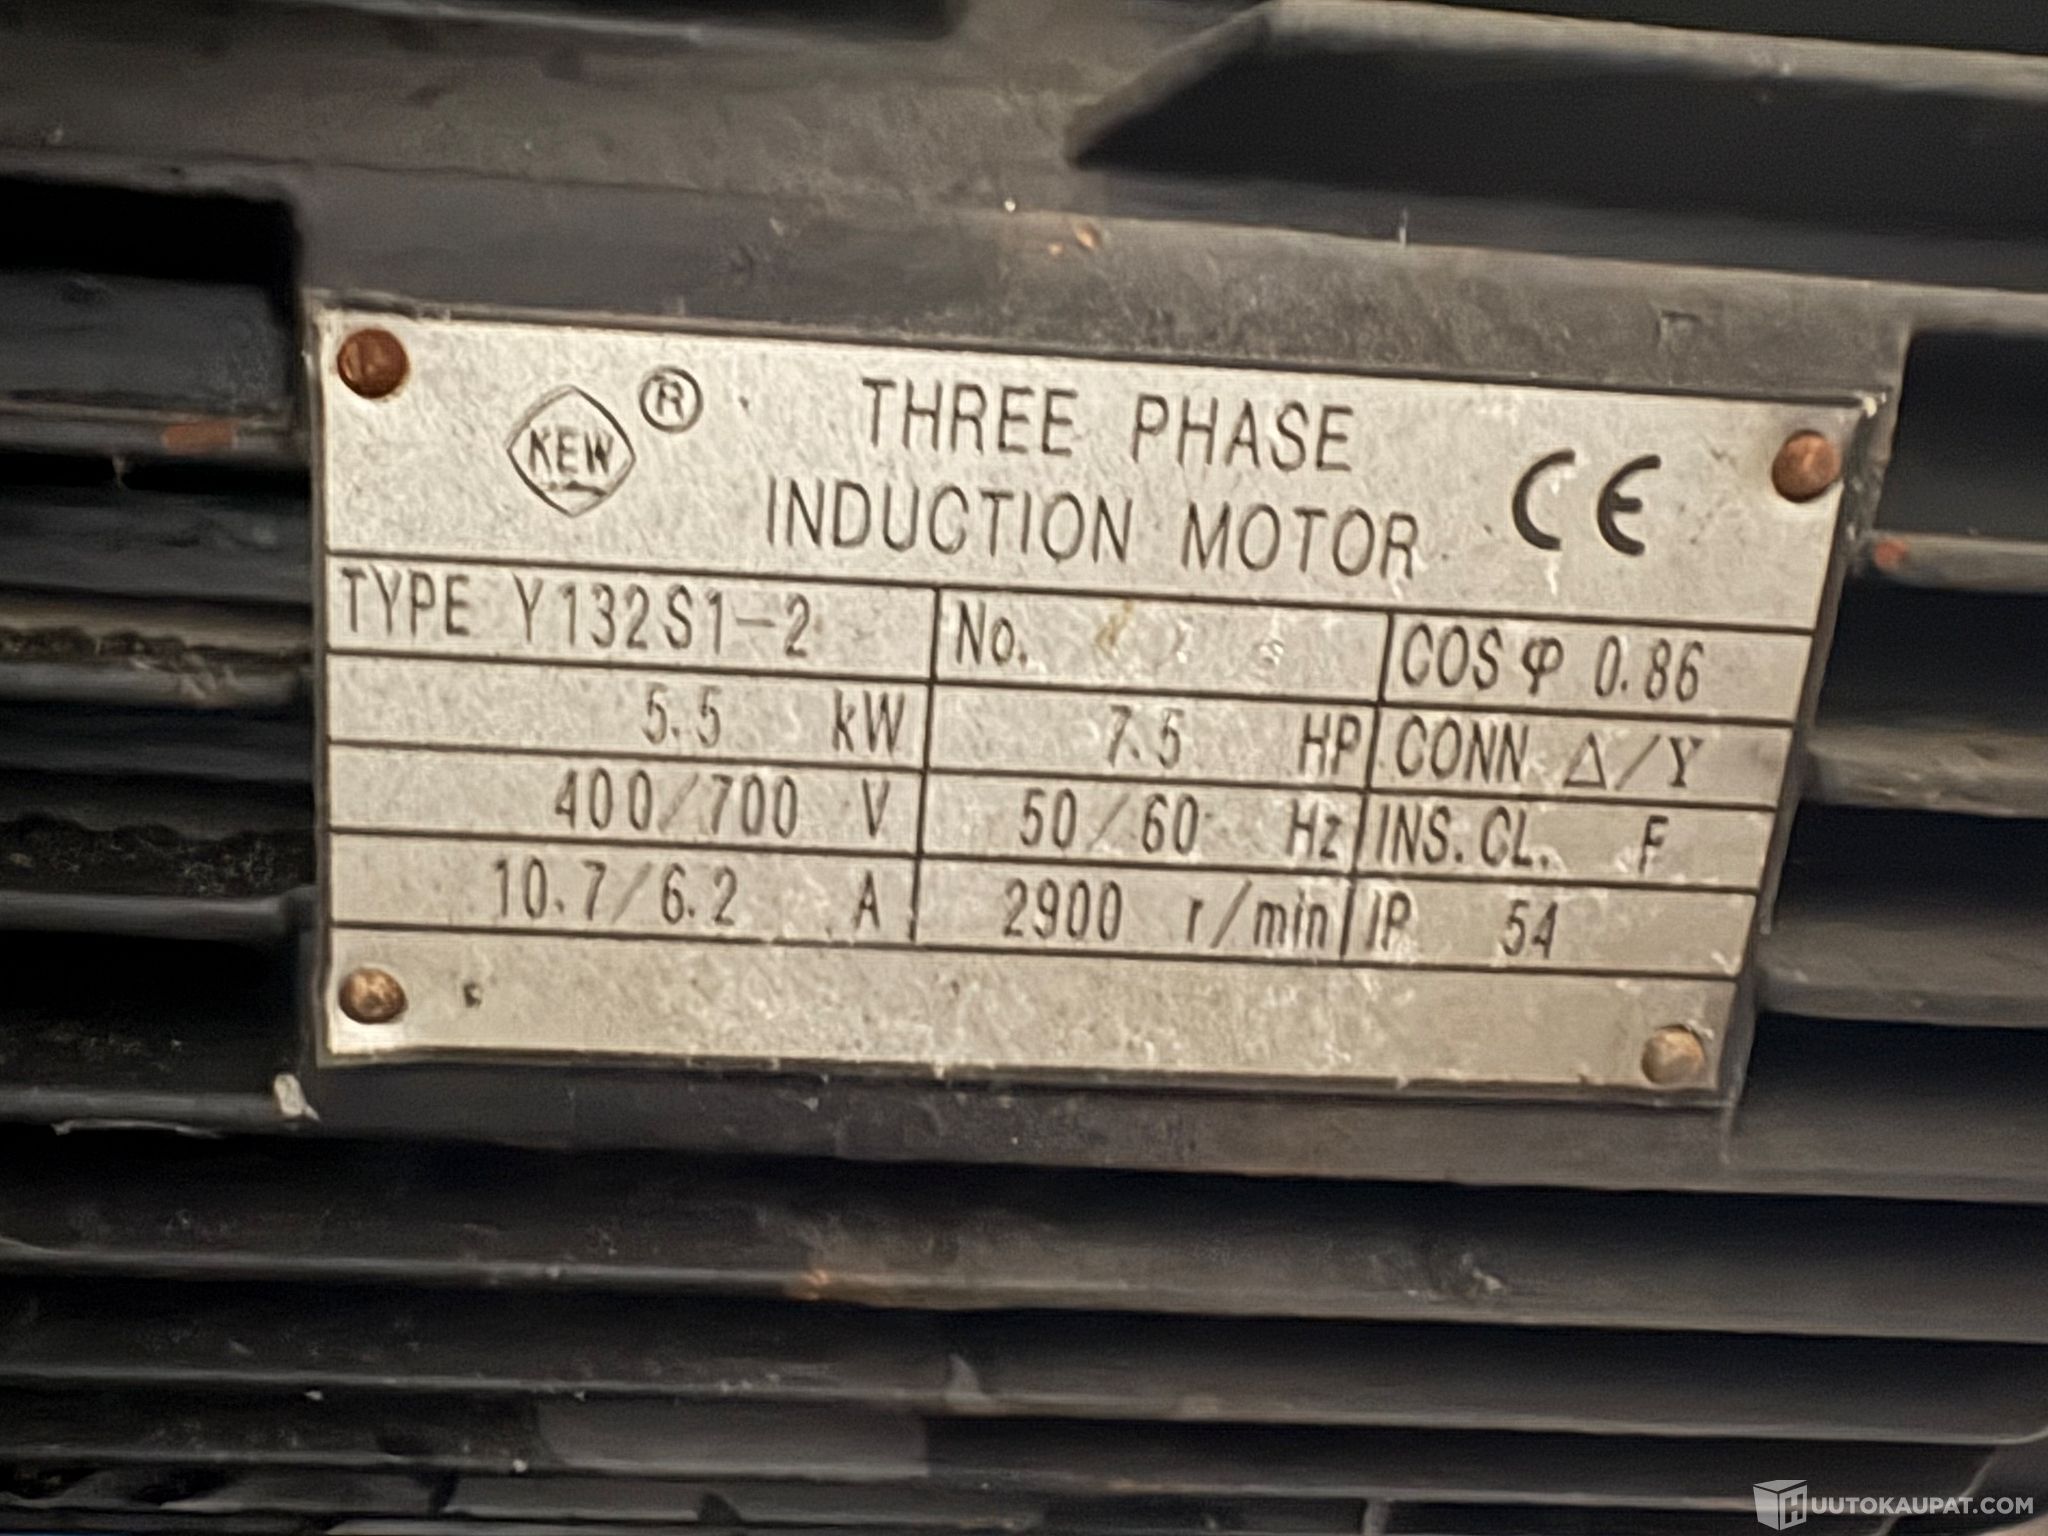 KEW ® THREE PHASE
INDUCTION MOTOR CE
TYPE Y132S1-2 No. COS φ 0.86
5.5 kW 7.5 HP CONN Δ/Y
400/700 V 50/60 Hz INS.CL. F
10.7/6.2 A 2900 r/min IP 54
HUUTOKAUPAT.COM